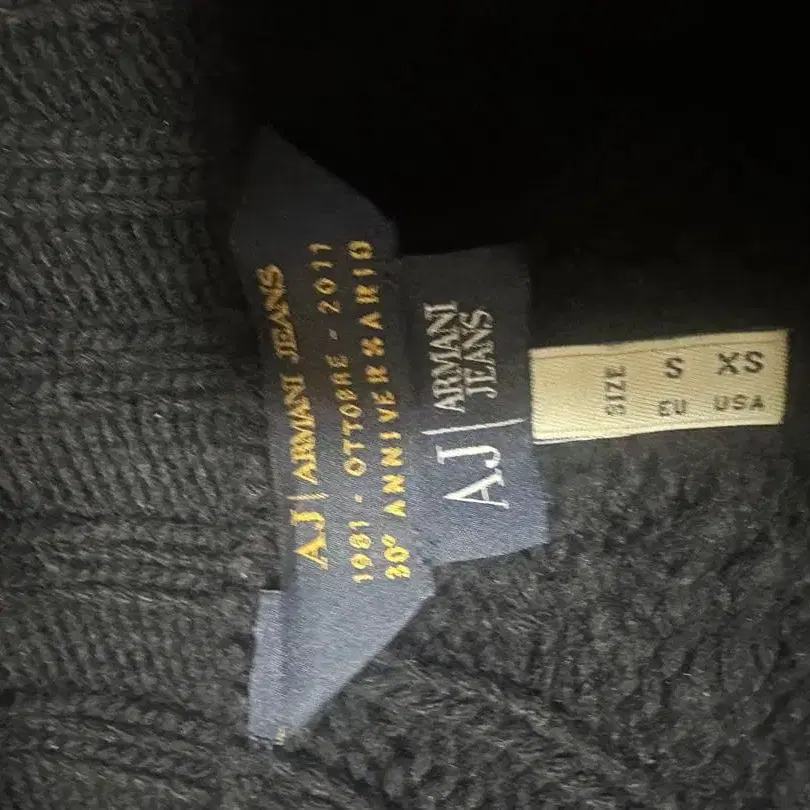 AJ | ARMANI JEANS
1981 - OTTOBRE - 2011
30° ANNIVERSARIO
AJ | ARMANI
JEANS
SIZE
EU S
USA XS